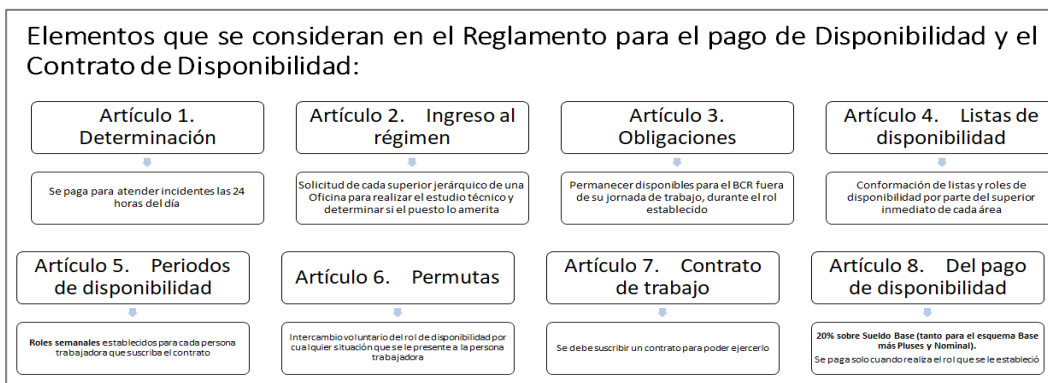 Elementos que se consideran en el Reglamento para el pago de Disponibilidad y el
Contrato de Disponibilidad:
Artículo 1.
Determinación
Se paga para atender incidentes las 24
horas del día
Artículo 2. Ingreso al
régimen
Solicitud de cada superior jerárquico de una
Oficina para realizar el estudio técnico y
determinar si el puesto lo amerita
Artículo 3.
Obligaciones
Permanecer disponibles para el BCR fuera
de su jornada de trabajo, durante el rol
establecido
Artículo 4. Listas de
disponibilidad
Conformación de listas y roles de
disponibilidad por parte del superior
inmediato de cada área
Artículo 5. Periodos
de disponibilidad
Roles semanales establecidos para cada persona
trabajadora que suscriba el contrato
Artículo 6. Permutas
Intercambio voluntario del rol de disponibilidad por
cualquier situación que se le presente a la persona
trabajadora
Artículo 7. Contrato
de trabajo
Se debe suscribir un contrato para poder ejercerlo
Artículo 8. Del pago
de disponibilidad
20% sobre Sueldo Base (tanto para el esquema Base
más Pluses y Nominal).
Se paga solo cuando realiza el rol que se le estableció